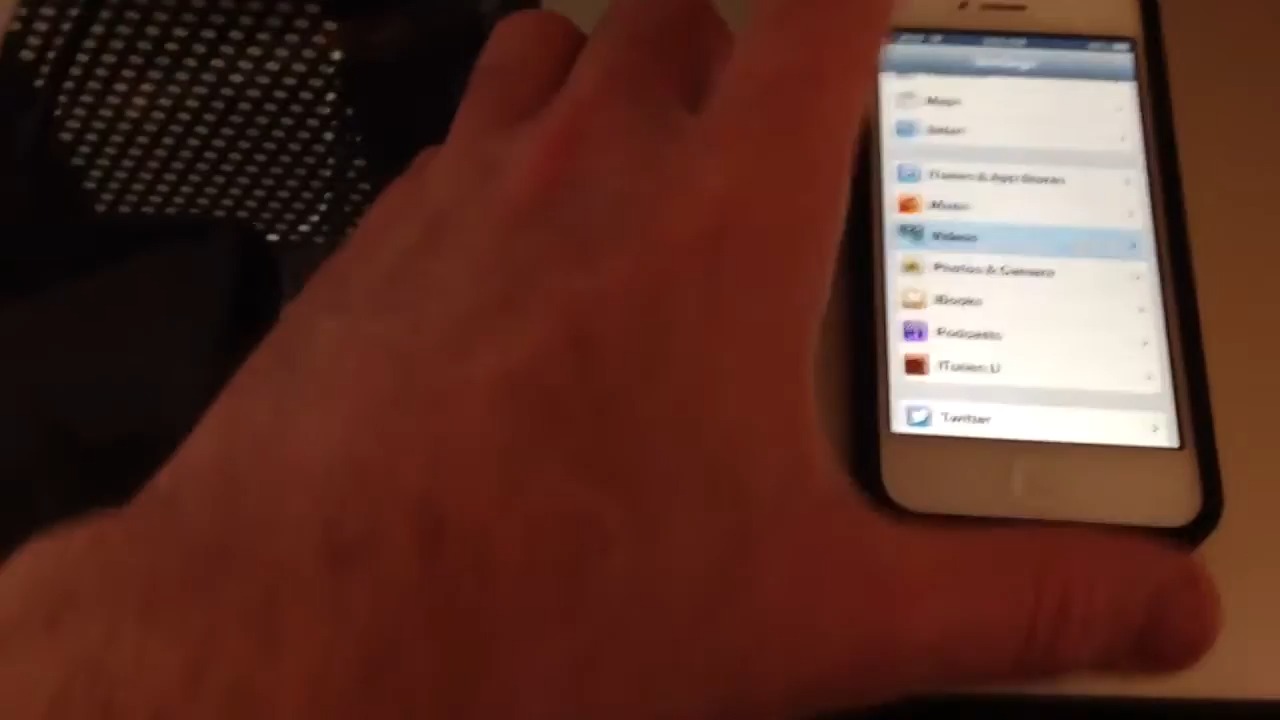 Maps
Safari
iTunes & App Stores
Music
Videos
Photos & Camera
iBooks
Podcasts
iTunes U
Twitter